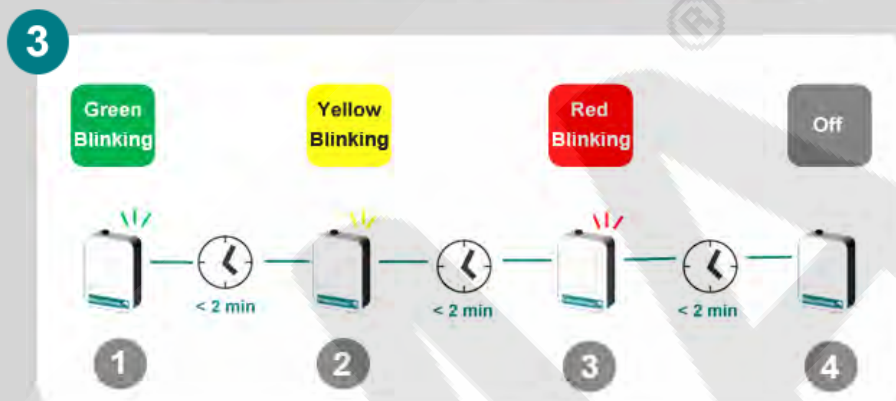 3
Green
Blinking
Yellow
Blinking
Red
Blinking
Off
< 2 min
< 2 min
< 2 min
1
2
3
4
®